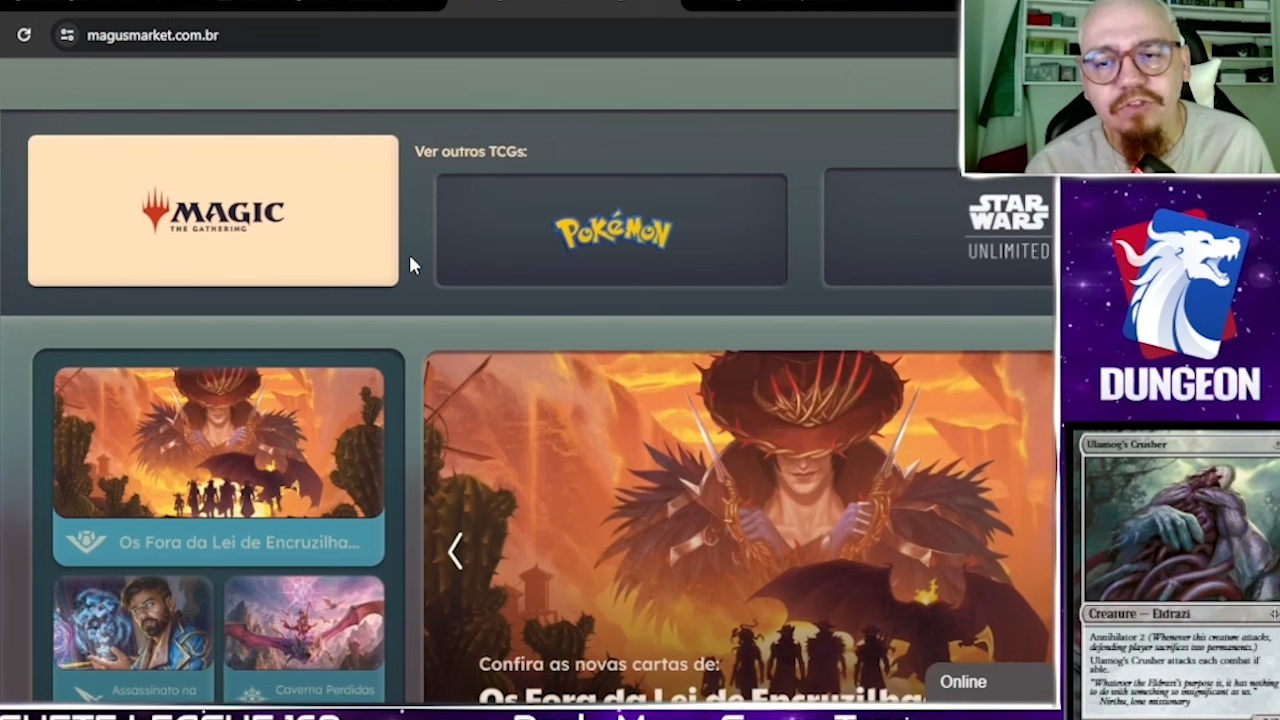 magusmarket.com.br
Ver outros TCGs:
MAGIC
THE GATHERING
POKéMON
STAR
WARS
UNLIMITED
DUNGEON
Os Fora da Lei de Encruzilha...
Assassinato na
Caverna Perdidas
Confira as novas cartas de:
Os Fora da Lei de Encruzilha
Online
Ulamog's Crusher
Creature — Eldrazi
Annihilator 2 (Whenever this creature attacks,
defending player sacrifices two permanents.)
Ulamog's Crusher attacks each combat if
able.
"Whatever the Eldrazi's purpose is, it has nothing
to do with something so insignificant as us."